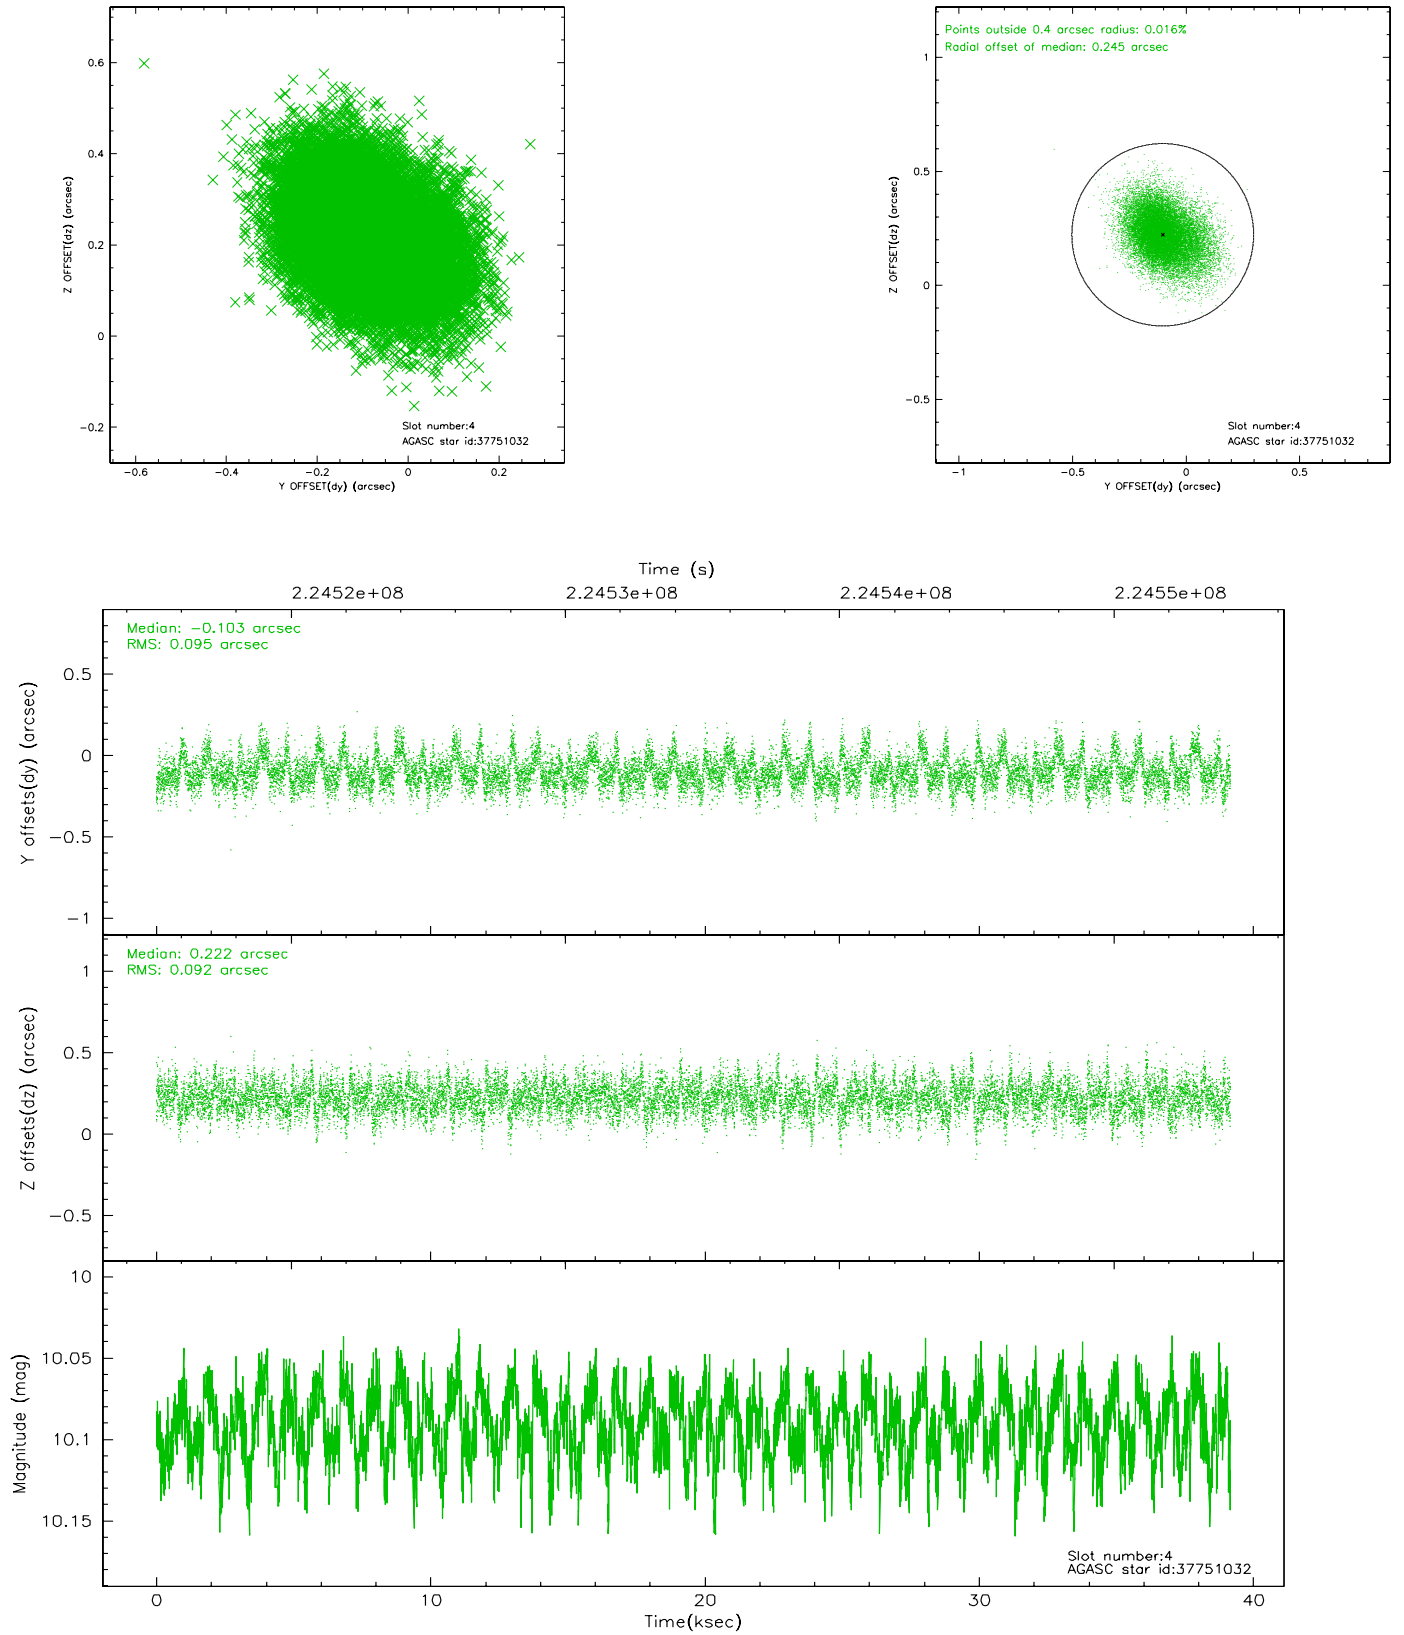 0.6
0.4
0.2
0
−0.2
Z OFFSET(dz) (arcsec)
Slot number:4
AGASC star id:37751032
−0.6 −0.4 −0.2 0 0.2
Y OFFSET(dy) (arcsec)
Points outside 0.4 arcsec radius: 0.016%
Radial offset of median: 0.245 arcsec
1
0.5
0
−0.5
Z OFFSET(dz) (arcsec)
Slot number:4
AGASC star id:37751032
−1 −0.5 0 0.5
Y OFFSET(dy) (arcsec)
Time (s)
2.2452e+08 2.2453e+08 2.2454e+08 2.2455e+08
Median: −0.103 arcsec
RMS: 0.095 arcsec
0.5
0
−0.5
−1
Y offsets(dy) (arcsec)
Median: 0.222 arcsec
RMS: 0.092 arcsec
1
0.5
0
−0.5
Z offsets(dz) (arcsec)
10
10.05
10.1
10.15
Magnitude (mag)
Slot number:4
AGASC star id:37751032
0 10 20 30 40
Time(ksec)